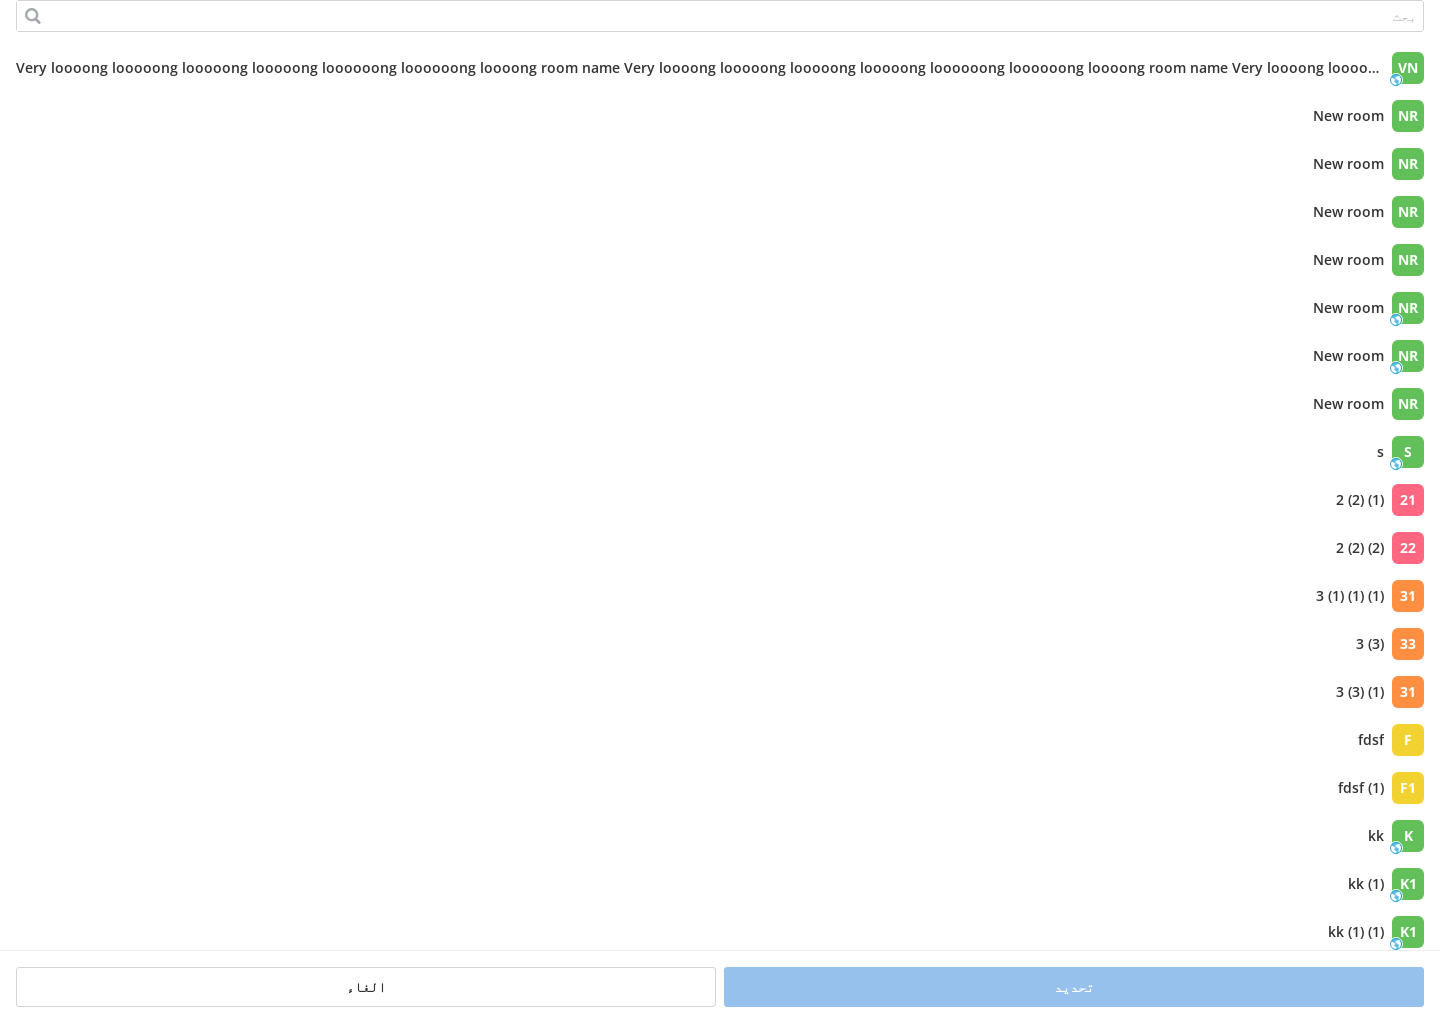 بحث
VN Very loooong looooong looooong looooong loooooong loooooong loooong room name Very loooong looooong looooong looooong loooooong loooooong loooong room name Very loooong loooo...
NR New room
NR New room
NR New room
NR New room
NR New room
NR New room
NR New room
S s
21 2 (2) (1)
22 2 (2) (2)
31 3 (1) (1) (1)
33 3 (3)
31 3 (3) (1)
F fdsf
F1 fdsf (1)
K kk
K1 kk (1)
K1 kk (1) (1)
تحديد الغاء